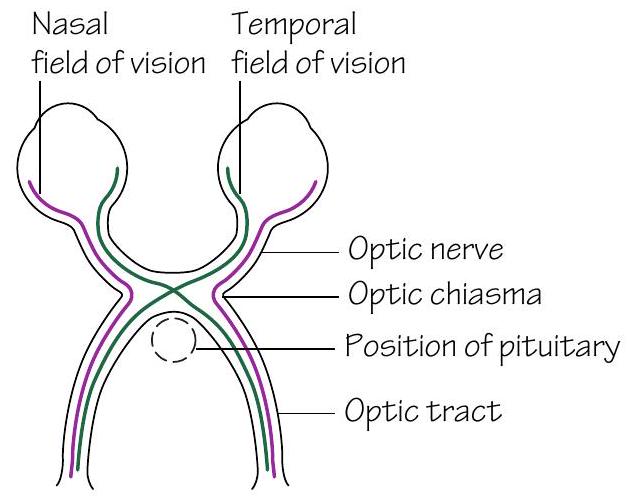 Nasal
field of vision
Temporal
field of vision
Optic nerve
Optic chiasma
Position of pituitary
Optic tract